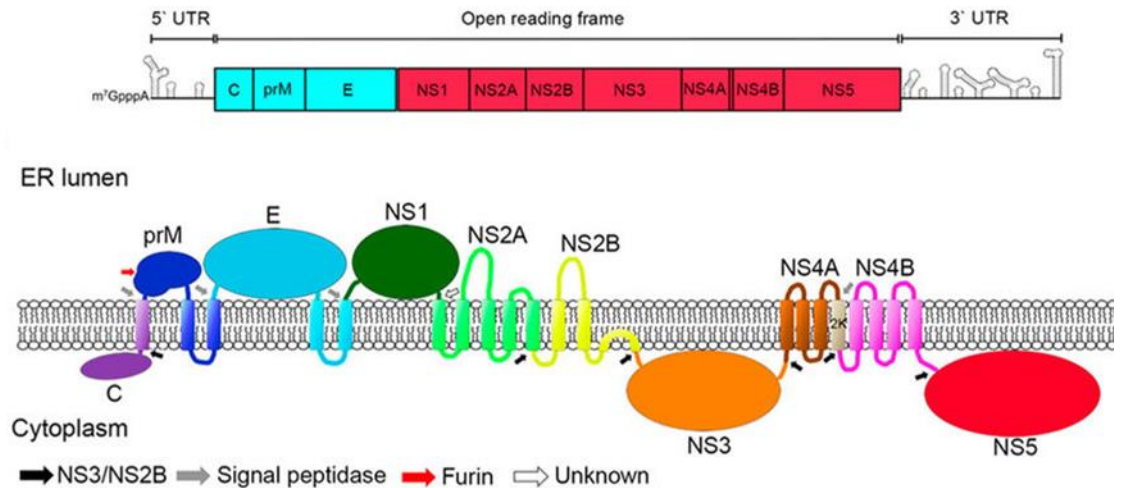 5` UTR Open reading frame 3` UTR
m⁷GpppA C prM E NS1 NS2A NS2B NS3 NS4A NS4B NS5
ER lumen
prM E NS1 NS2A NS2B NS4A NS4B
2K
C NS3 NS5
Cytoplasm
NS3/NS2B Signal peptidase Furin Unknown